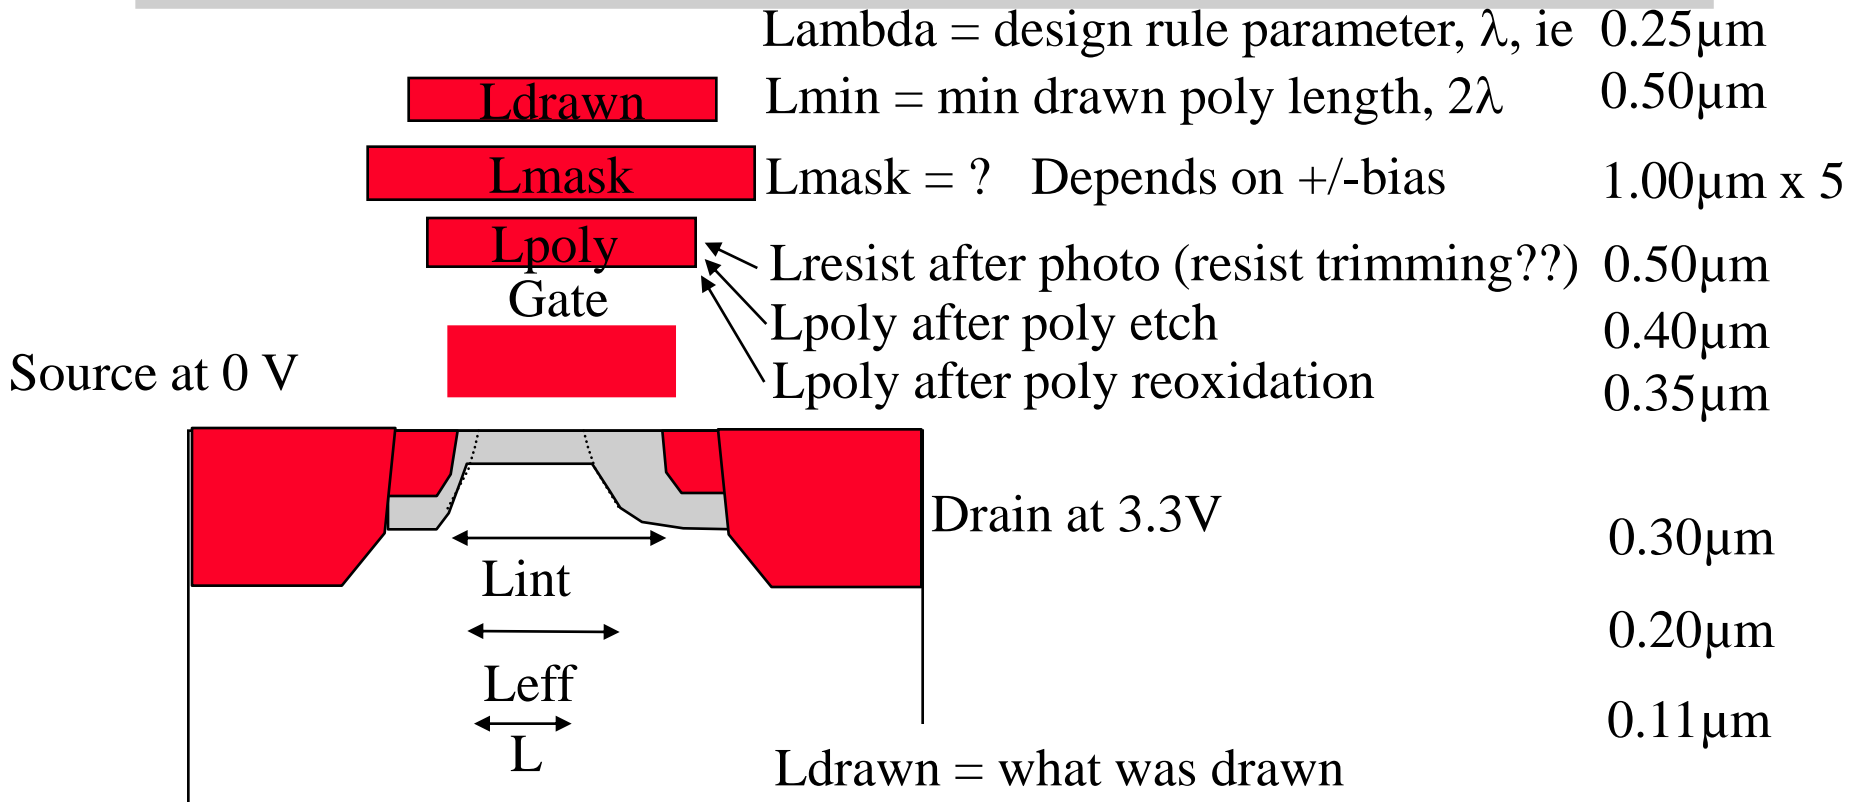 Lambda = design rule parameter, λ, ie 0.25µm
Ldrawn Lmin = min drawn poly length, 2λ 0.50µm
Lmask Lmask = ? Depends on +/-bias 1.00µm x 5
Lpoly Lresist after photo (resist trimming??) 0.50µm
Gate Lpoly after poly etch 0.40µm
Source at 0 V Lpoly after poly reoxidation 0.35µm
Drain at 3.3V 0.30µm
Lint
0.20µm
Leff
0.11µm
L Ldrawn = what was drawn